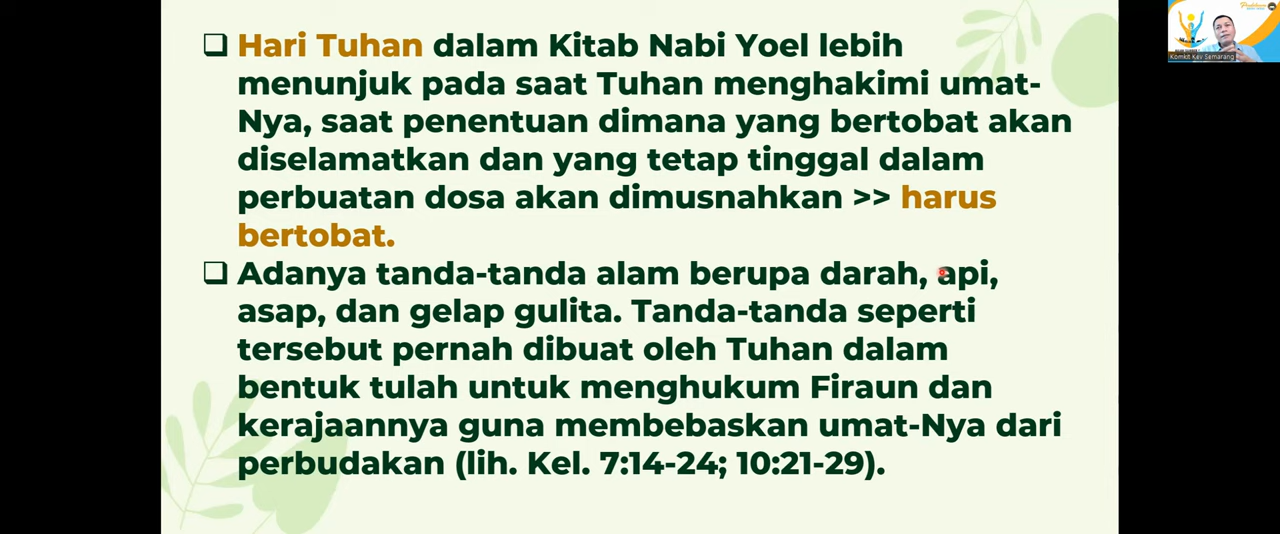 ❑ Hari Tuhan dalam Kitab Nabi Yoel lebih
menunjuk pada saat Tuhan menghakimi umat-
Nya, saat penentuan dimana yang bertobat akan
diselamatkan dan yang tetap tinggal dalam
perbuatan dosa akan dimusnahkan >> harus
bertobat.
❑ Adanya tanda-tanda alam berupa darah, api,
asap, dan gelap gulita. Tanda-tanda seperti
tersebut pernah dibuat oleh Tuhan dalam
bentuk tulah untuk menghukum Firaun dan
kerajaannya guna membebaskan umat-Nya dari
perbudakan (lih. Kel. 7:14-24; 10:21-29).
Komkit Kev Semarang